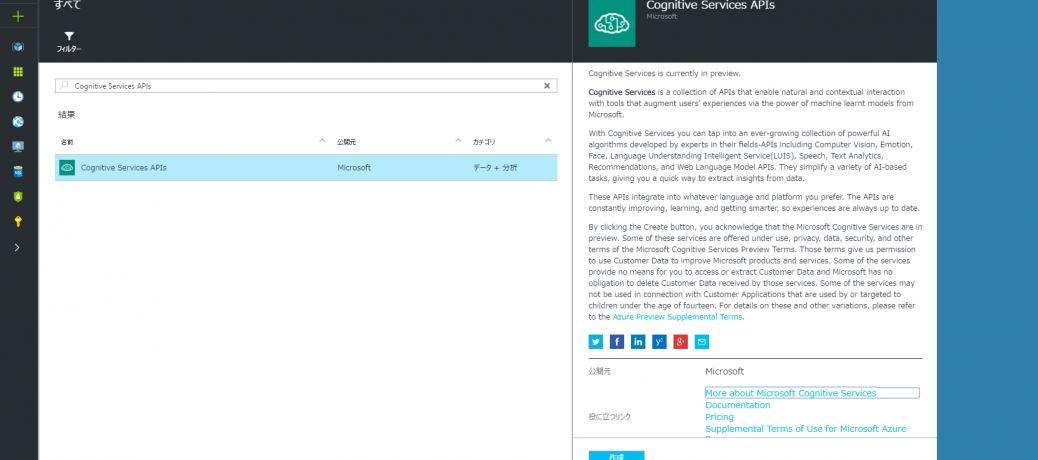 すべて
フィルター
Cognitive Services APIs
結果
名前 公開元 カテゴリ
Cognitive Services APIs Microsoft データ + 分析
Cognitive Services APIs
Microsoft
Cognitive Services is currently in preview.
Cognitive Services is a collection of APIs that enable natural and contextual interaction
with tools that augment users' experiences via the power of machine learnt models from
Microsoft.
With Cognitive Services you can tap into an ever-growing collection of powerful AI
algorithms developed by experts in their fields-APIs including Computer Vision, Emotion,
Face, Language Understanding Intelligent Service(LUIS), Speech, Text Analytics,
Recommendations, and Web Language Model APIs. They simplify a variety of AI-based
tasks, giving you a quick way to extract insights from data.
These APIs integrate into whatever language and platform you prefer. The APIs are
constantly improving, learning, and getting smarter, so experiences are always up to date.
By clicking the Create button, you acknowledge that the Microsoft Cognitive Services are in
preview. Some of these services are offered under use, privacy, data, security, and other
terms of the Microsoft Cognitive Services Preview Terms. Those terms give us permission
to use Customer Data to improve Microsoft products and services. Some of the services
provide no means for you to access or extract Customer Data and Microsoft has no
obligation to delete Customer Data received by those services. Some of the services may
not be used in connection with Customer Applications that are used by or targeted to
children under the age of fourteen. For details on these and other variations, please refer
to the Azure Preview Supplemental Terms.
公開元 Microsoft
More about Microsoft Cognitive Services
Documentation
役に立つリンク Pricing
Supplemental Terms of Use for Microsoft Azure
作成